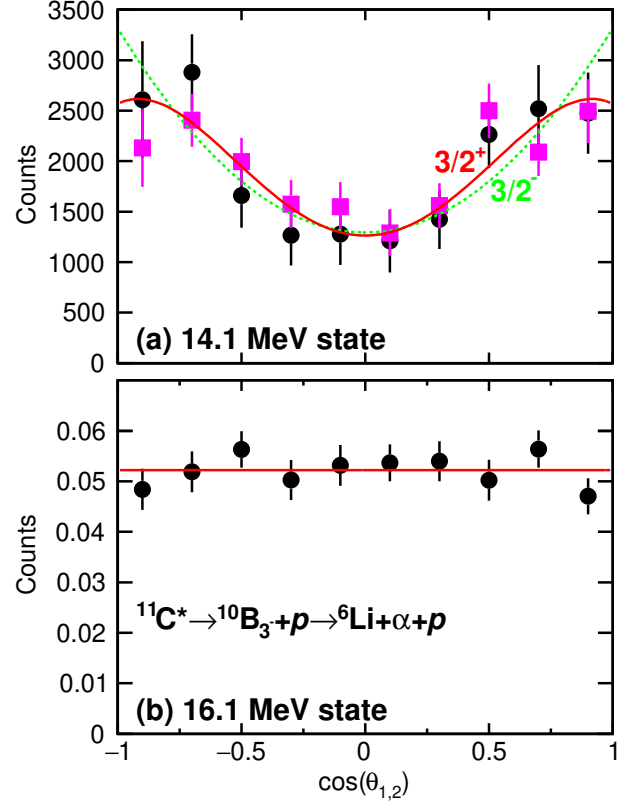 3500
3000
2500
2000
1500
1000
500
0
Counts
3/2⁺
3/2⁻
(a) 14.1 MeV state
0.06
0.05
0.04
0.03
0.02
0.01
0
Counts
¹¹C*→¹⁰B₃₋+p→⁶Li+α+p
(b) 16.1 MeV state
−1 −0.5 0 0.5 1
cos(θ₁,₂)